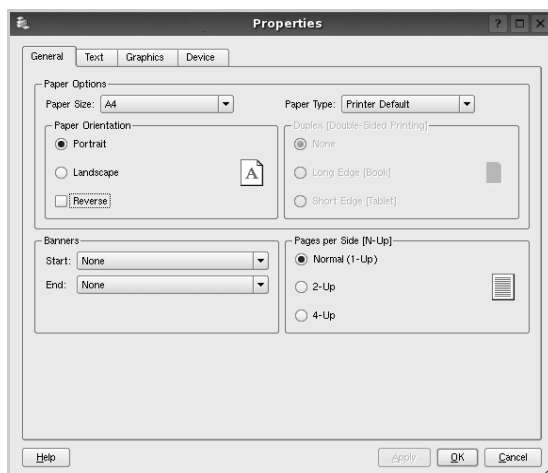 Properties
General Text Graphics Device
Paper Options
Paper Size: A4
Paper Type: Printer Default
Paper Orientation
Portrait
Landscape
Reverse
A
Duplex [Double-Sided Printing]
None
Long Edge [Book]
Short Edge [Tablet]
Banners
Start: None
End: None
Pages per Side [N-Up]
Normal (1-Up)
2-Up
4-Up
Help Apply OK Cancel